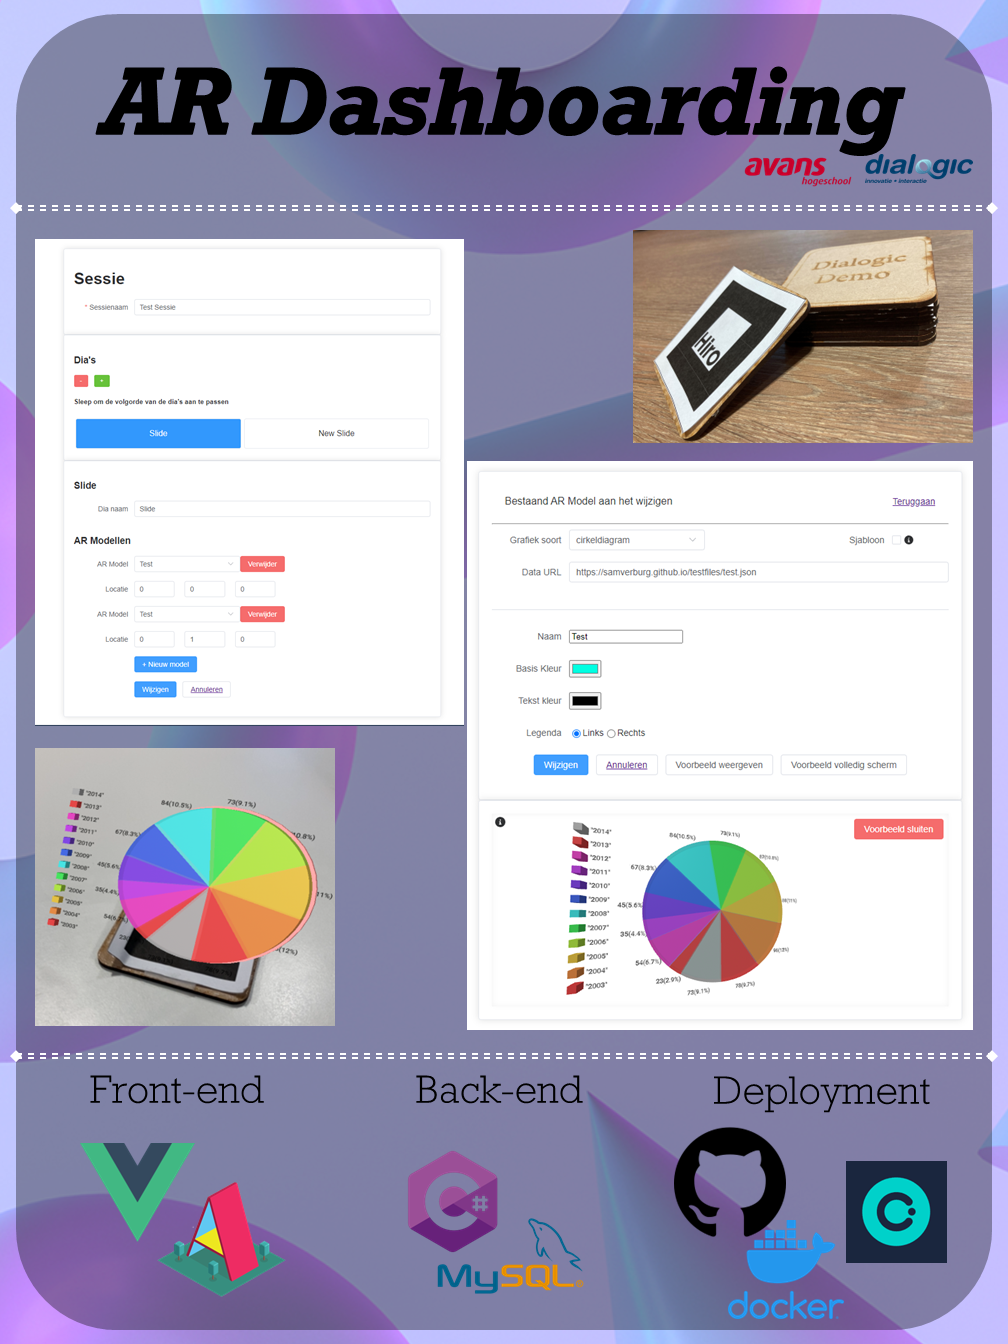 AR Dashboarding
avans
hogeschool
dialogic
innovatie • interactie
Sessie
* Sessienaam Test Sessie
Dia's
- +
Sleep om de volgorde van de dia's aan te passen
Slide New Slide
Slide
Dia naam Slide
AR Modellen
AR Model Test Verwijder
Locatie 0 0 0
AR Model Test Verwijder
Locatie 0 1 0
+ Nieuw model
Wijzigen Annuleren
Dialogic
Demo
Hiro
Bestaand AR Model aan het wijzigen Teruggaan
Grafiek soort cirkeldiagram Sjabloon
Data URL https://samverburg.github.io/testfiles/test.json
Naam Test
Basis Kleur
Tekst kleur
Legenda Links Rechts
Wijzigen Annuleren Voorbeeld weergeven Voorbeeld volledig scherm
Voorbeeld sluiten
"2014"
"2013"
"2012"
"2011"
"2010"
"2009"
"2008"
"2007"
"2006"
"2005"
"2004"
"2003"
84(10.5%)
73(9.1%)
67(8.3%)
45(5.6%)
35(4.4%)
54(6.7%)
23(2.9%)
73(9.1%)
78(9.7%)
"2014"
"2013"
"2012"
"2011"
"2010"
"2009"
"2008"
"2007"
"2006"
"2005"
"2004"
"2003"
84(10.5%)
73(9.1%)
0.8%)
67(8.3%)
45(5.6%
35(4.4%
11%)
(12%)
Front-end
Back-end
Deployment
C#
MySQL
docker